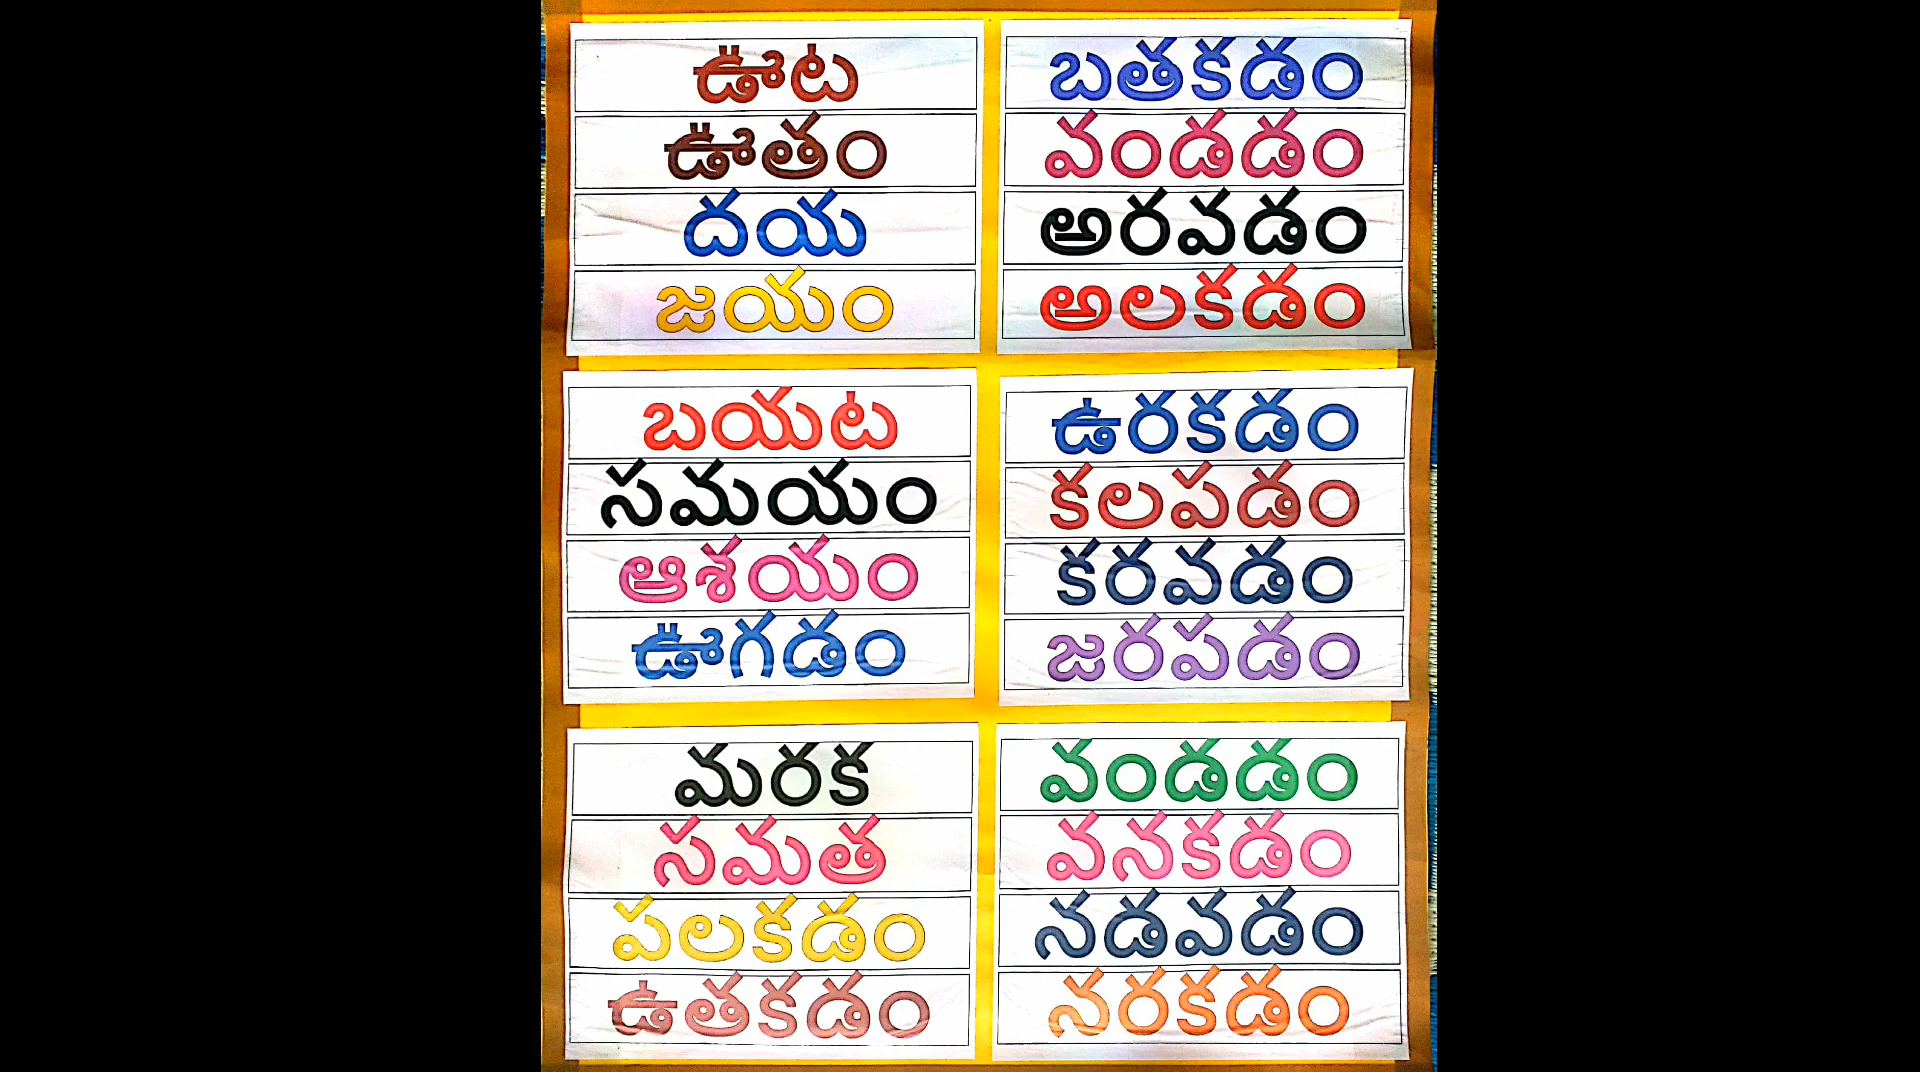 ఊట
ఊతం
దయ
జయం
బయట
సమయం
ఆశయం
ఊగడం
మరక
సమత
పలకడం
ఉతకడం
బతకడం
వండడం
అరవడం
అలకడం
ఉరకడం
కలపడం
కరవడం
జరపడం
వండడం
వనకడం
నడవడం
నరకడం